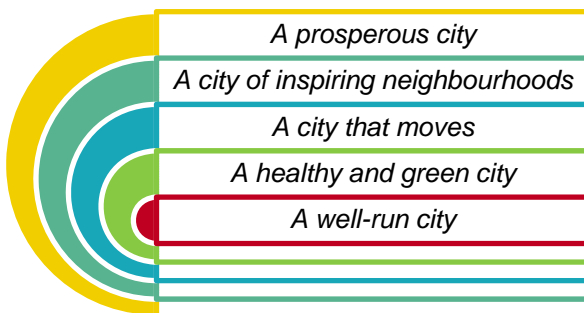 A prosperous city
A city of inspiring neighbourhoods
A city that moves
A healthy and green city
A well-run city